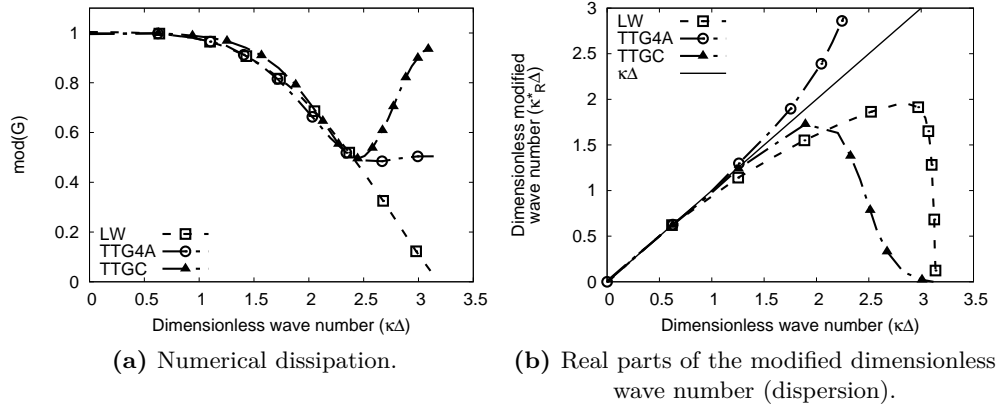 1
0.8
0.6
0.4
0.2
0
mod(G)
LW
TTG4A
TTGC
0 0.5 1 1.5 2 2.5 3 3.5
Dimensionless wave number (κΔ)
(a) Numerical dissipation.
3
2.5
2
1.5
1
0.5
0
Dimensionless modified
wave number (κ*RΔ)
LW
TTG4A
TTGC
κΔ
0 0.5 1 1.5 2 2.5 3 3.5
Dimensionless wave number (κΔ)
(b) Real parts of the modified dimensionless
wave number (dispersion).